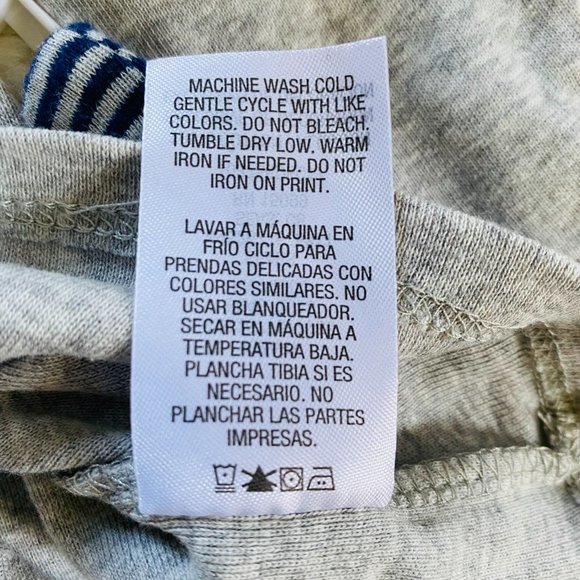 MACHINE WASH COLD
GENTLE CYCLE WITH LIKE
COLORS. DO NOT BLEACH.
TUMBLE DRY LOW. WARM
IRON IF NEEDED. DO NOT
IRON ON PRINT.
LAVAR A MÁQUINA EN
FRÍO CICLO PARA
PRENDAS DELICADAS CON
COLORES SIMILARES. NO
USAR BLANQUEADOR.
SECAR EN MÁQUINA A
TEMPERATURA BAJA.
PLANCHA TIBIA SI ES
NECESARIO. NO
PLANCHAR LAS PARTES
IMPRESAS.